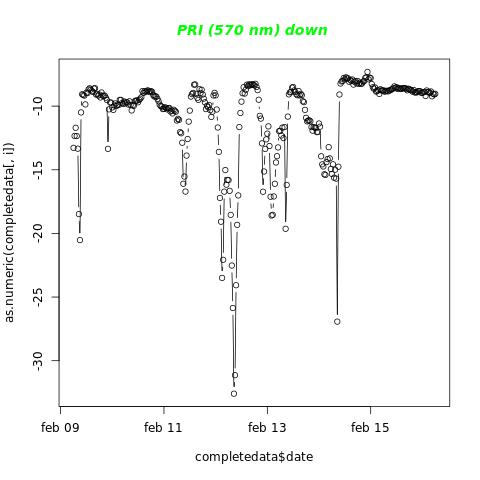 PRI (570 nm) down
as.numeric(completedata[, i])
-10
-15
-20
-25
-30
feb 09
feb 11
feb 13
feb 15
completedata$date